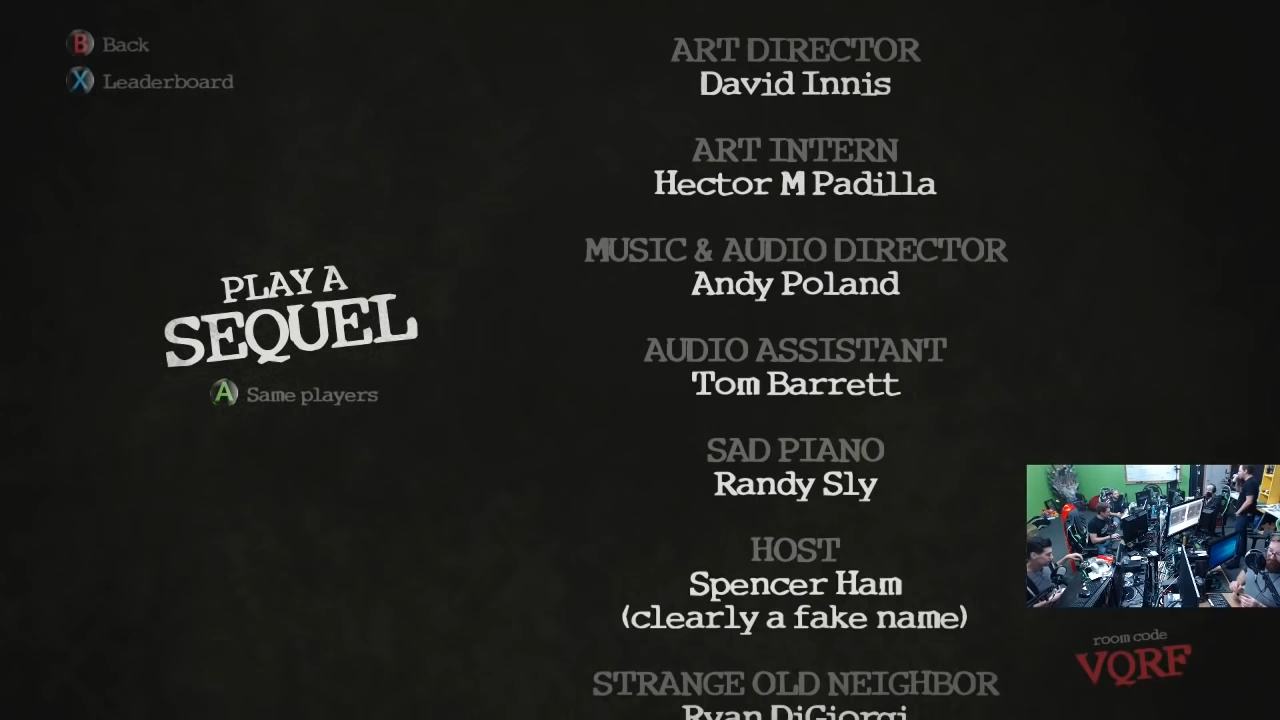 B Back
X Leaderboard
PLAY A
SEQUEL
A Same players
ART DIRECTOR
David Innis
ART INTERN
Hector M Padilla
MUSIC & AUDIO DIRECTOR
Andy Poland
AUDIO ASSISTANT
Tom Barrett
SAD PIANO
Randy Sly
HOST
Spencer Ham
(clearly a fake name)
STRANGE OLD NEIGHBOR
Ryan DiGiorgi
room code
VQRF